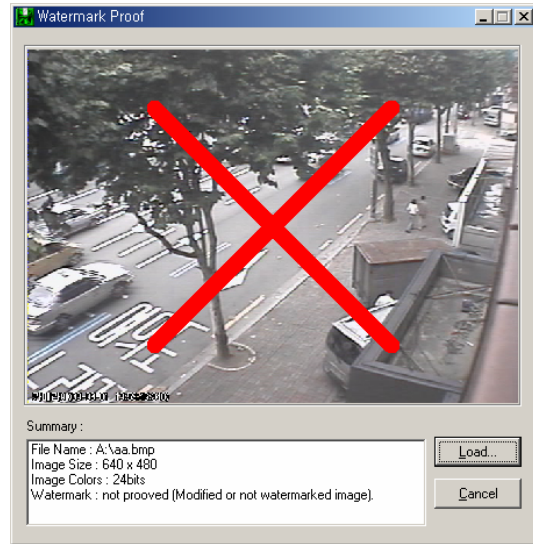 Watermark Proof
Summary :
File Name : A:\aa.bmp
Image Size : 640 x 480
Image Colors : 24bits
Watermark : not prooved (Modified or not watermarked image).
Load...
Cancel